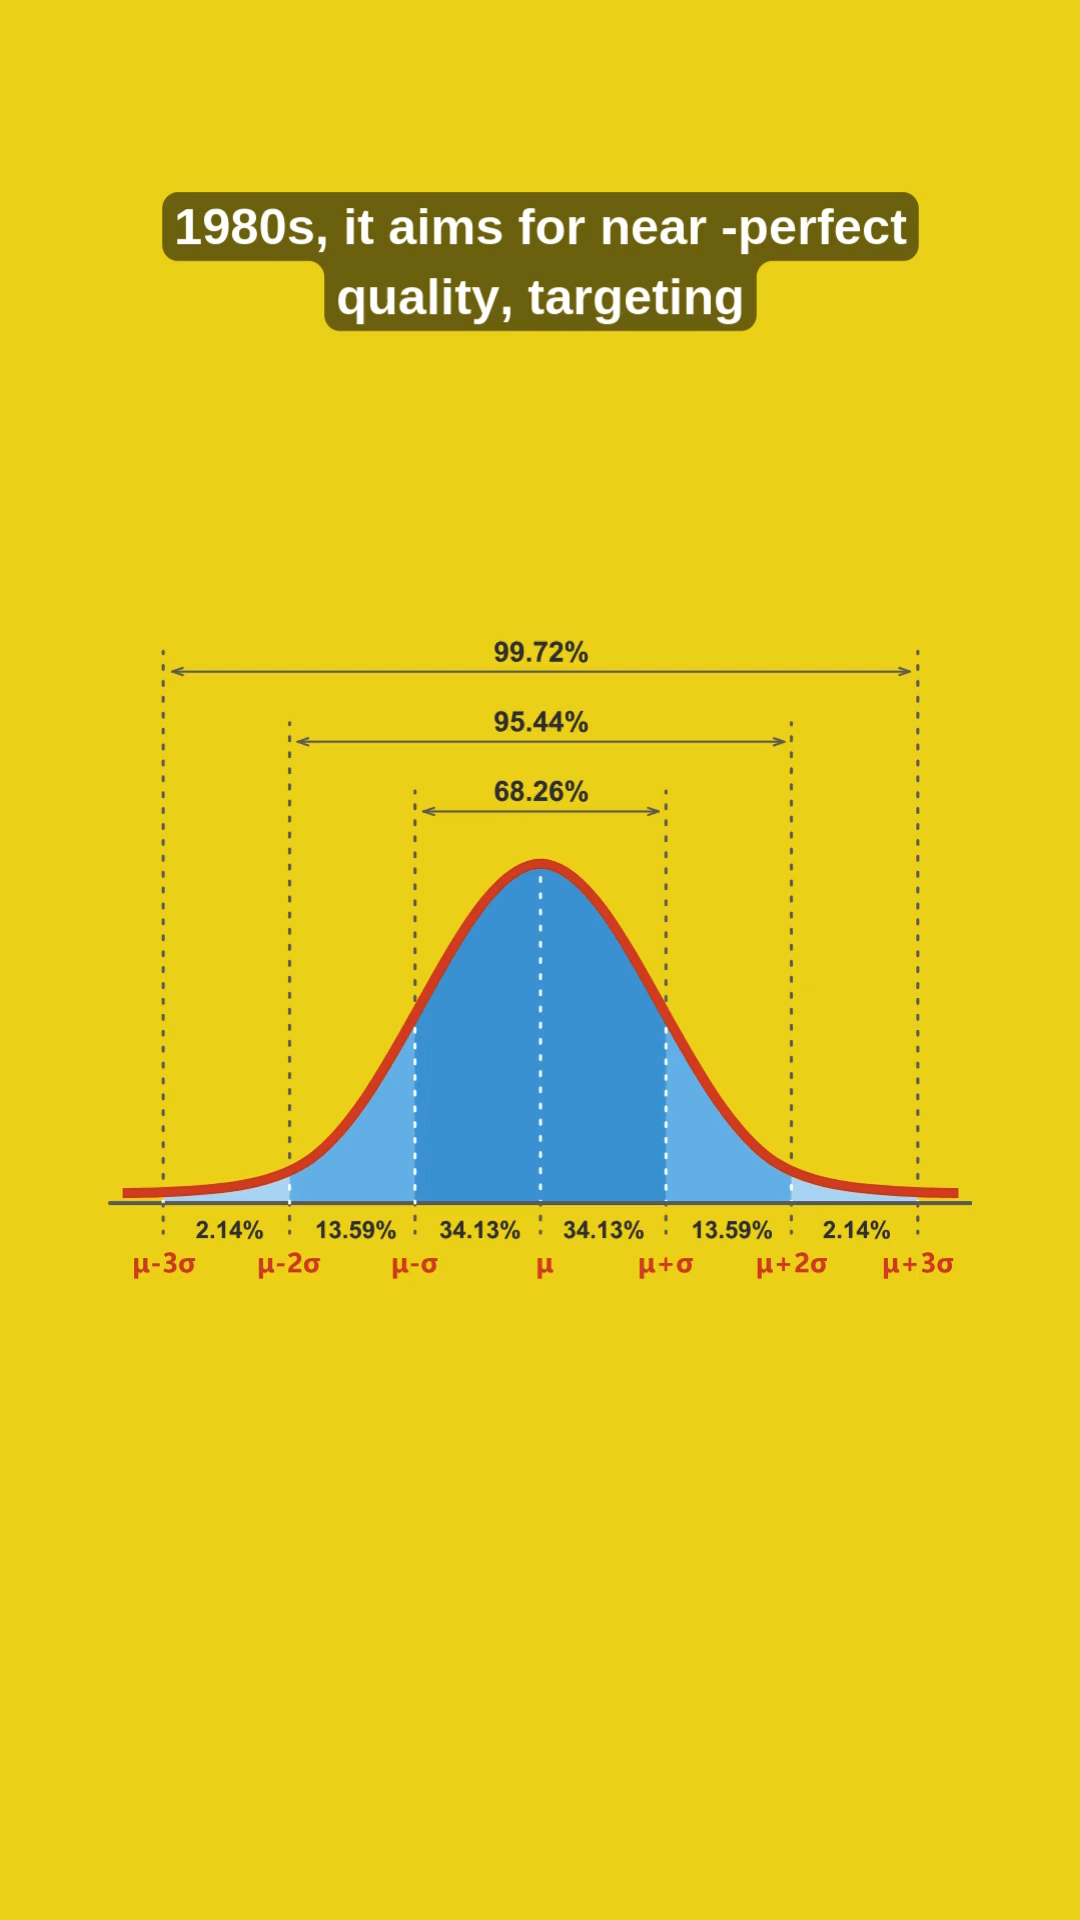 1980s, it aims for near -perfect
quality, targeting
99.72%
95.44%
68.26%
2.14% 13.59% 34.13% 34.13% 13.59% 2.14%
μ-3σ μ-2σ μ-σ μ μ+σ μ+2σ μ+3σ